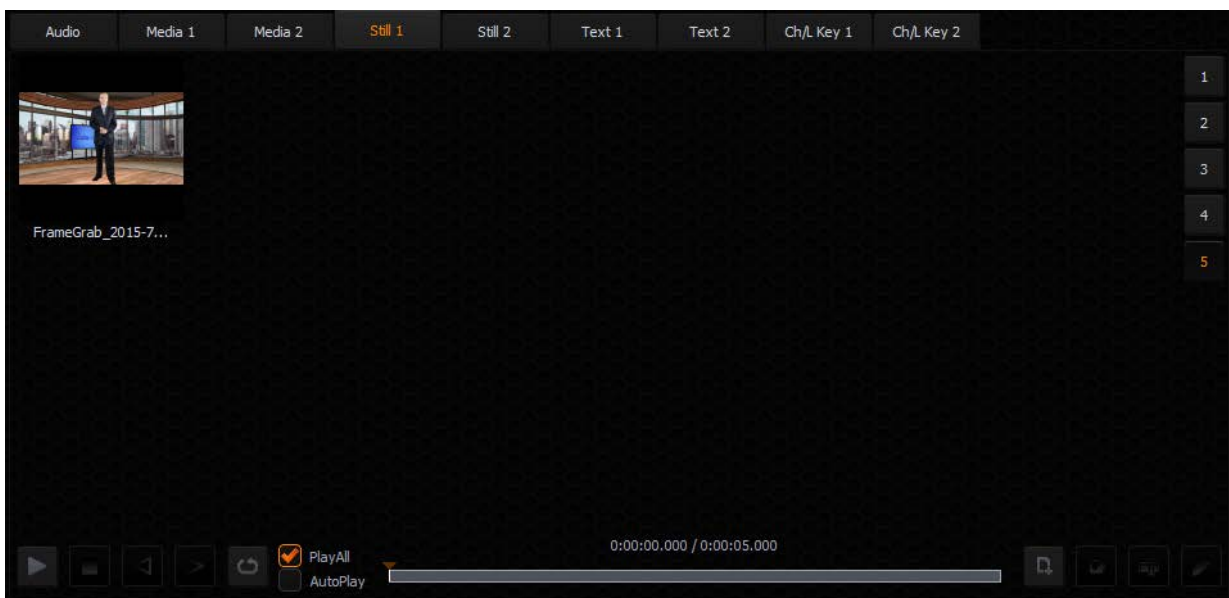 Audio
Media 1
Media 2
Still 1
Still 2
Text 1
Text 2
Ch/L Key 1
Ch/L Key 2
1
2
3
4
5
FrameGrab_2015-7...
0:00:00.000 / 0:00:05.000
PlayAll
AutoPlay